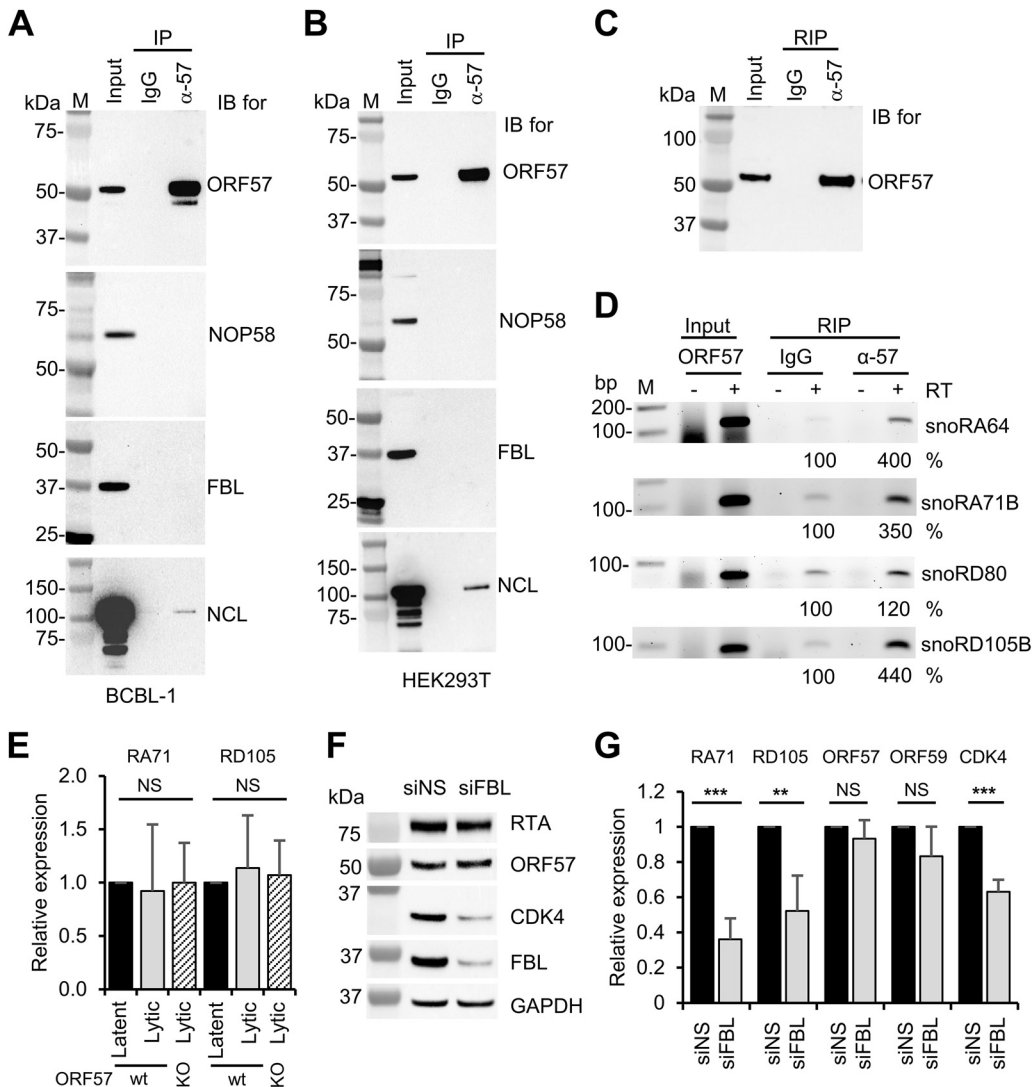 A
IP
kDa M Input IgG α-57 IB for
75-
50-
37-
ORF57
75-
50-
NOP58
50-
37-
25-
FBL
150-
100-
75-
NCL
BCBL-1
B
IP
kDa M Input IgG α-57 IB for
75-
50-
37-
ORF57
75-
50-
NOP58
50-
37-
25-
FBL
150-
100-
75-
NCL
HEK293T
C
RIP
kDa M Input IgG α-57 IB for
100
50
37
ORF57
D
Input RIP
ORF57 IgG α-57
bp M - + - + - + RT
200-
100-
snoRA64
100 400 %
100-
snoRA71B
100 350 %
100-
snoRD80
100 120 %
100-
snoRD105B
100 440 %
E
RA71 RD105
NS NS
Relative expression
2.0
1.5
1.0
0.5
0.0
Latent Lytic Lytic Latent Lytic Lytic
ORF57 wt KO wt KO
F
kDa siNS siFBL
75
RTA
50
ORF57
37
CDK4
37
FBL
37
GAPDH
G
RA71 RD105 ORF57 ORF59 CDK4
*** ** NS NS ***
Relative expression
1.2
1
0.8
0.6
0.4
0.2
0
siNS siFBL siNS siFBL siNS siFBL siNS siFBL siNS siFBL